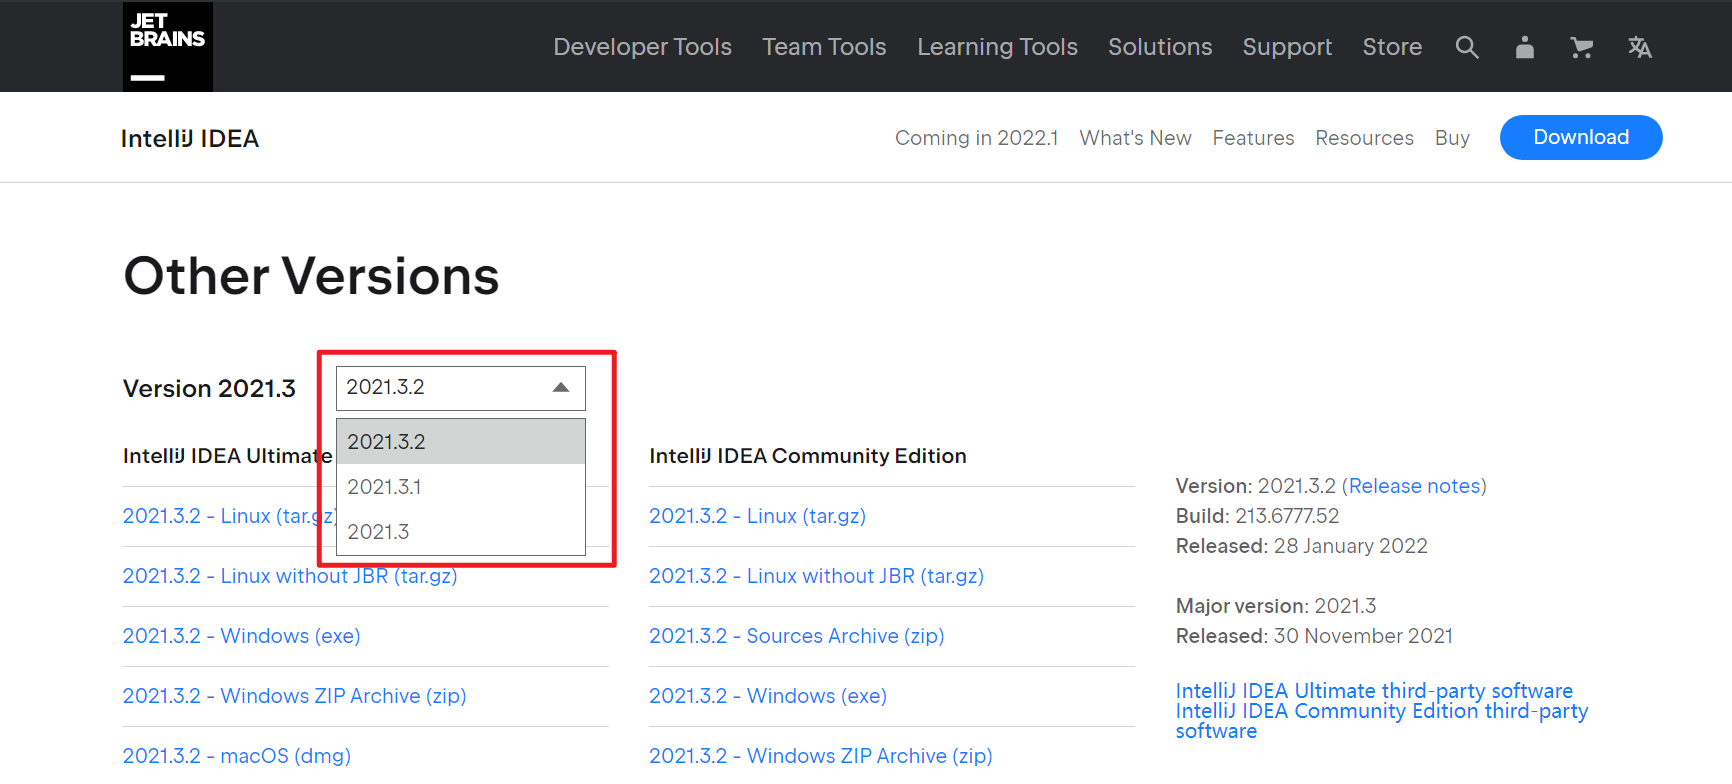 JET
BRAINS
Developer Tools Team Tools Learning Tools Solutions Support Store
IntelliJ IDEA
Coming in 2022.1 What's New Features Resources Buy Download
Other Versions
Version 2021.3
2021.3.2
2021.3.2
2021.3.1
2021.3
IntelliJ IDEA Ultimate
2021.3.2 - Linux (tar.gz)
2021.3.2 - Linux without JBR (tar.gz)
2021.3.2 - Windows (exe)
2021.3.2 - Windows ZIP Archive (zip)
2021.3.2 - macOS (dmg)
IntelliJ IDEA Community Edition
2021.3.2 - Linux (tar.gz)
2021.3.2 - Linux without JBR (tar.gz)
2021.3.2 - Sources Archive (zip)
2021.3.2 - Windows (exe)
2021.3.2 - Windows ZIP Archive (zip)
Version: 2021.3.2 (Release notes)
Build: 213.6777.52
Released: 28 January 2022
Major version: 2021.3
Released: 30 November 2021
IntelliJ IDEA Ultimate third-party software
IntelliJ IDEA Community Edition third-party
software